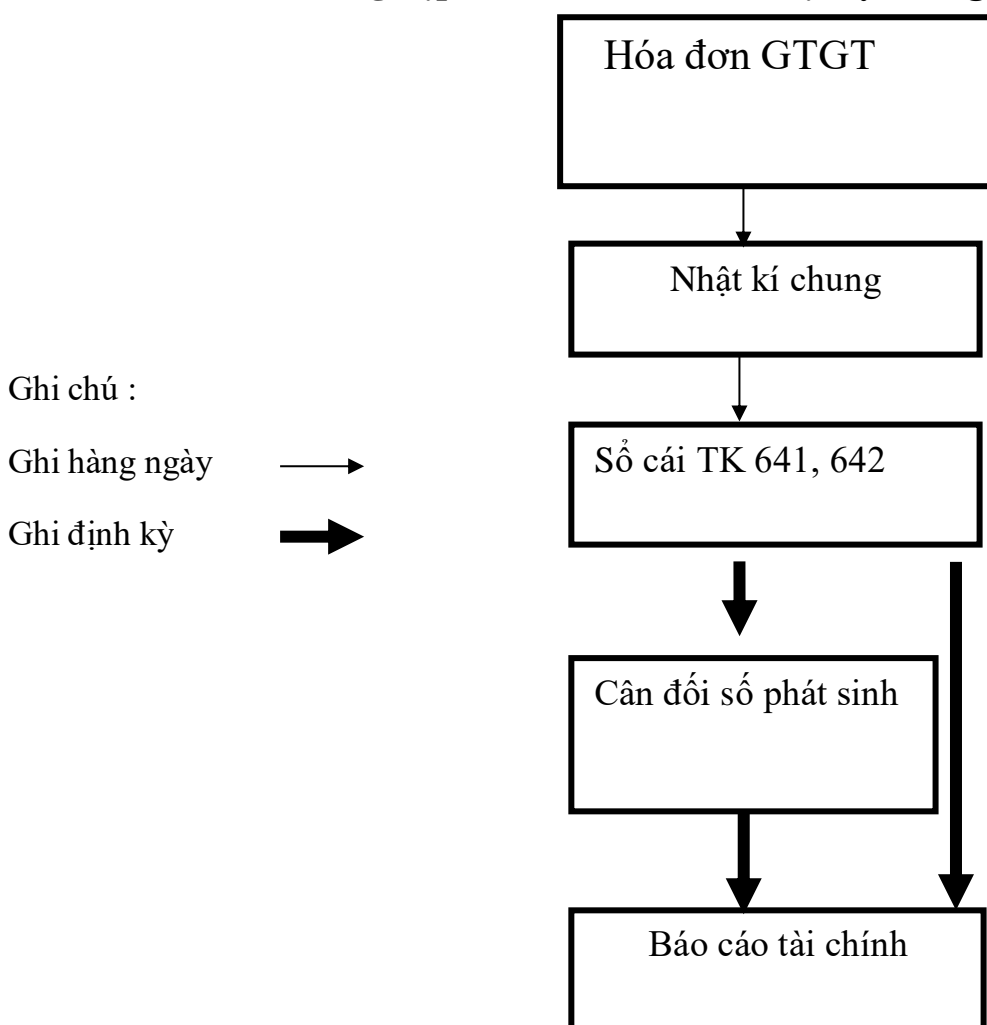 Hóa đơn GTGT
Nhật kí chung
Ghi chú :
Ghi hàng ngày
Ghi định kỳ
Sổ cái TK 641, 642
Cân đối số phát sinh
Báo cáo tài chính